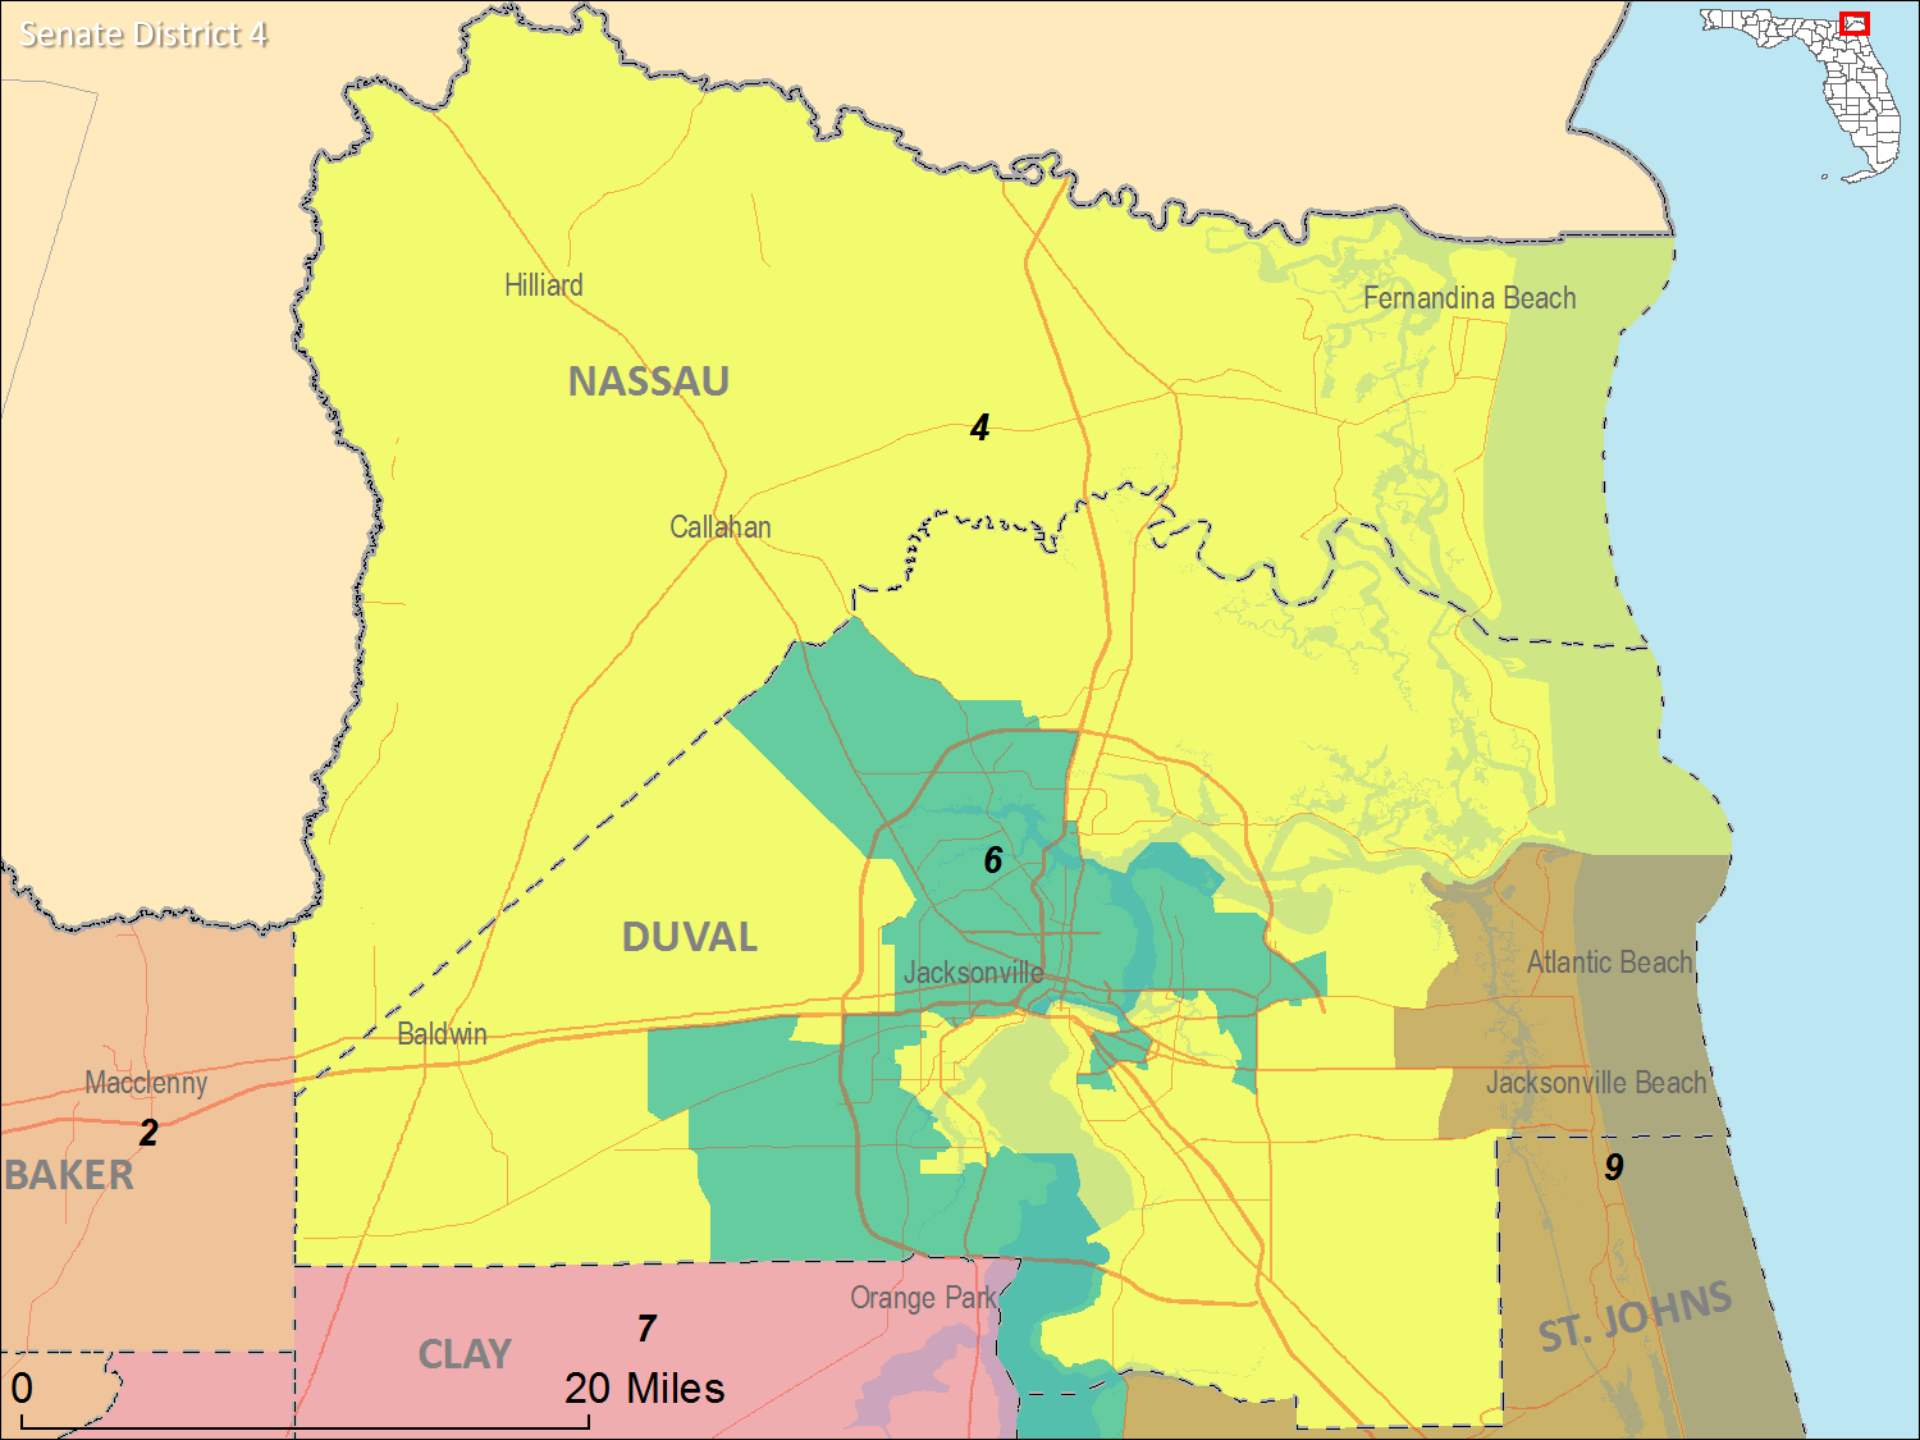 Senate District 4
Hilliard
Fernandina Beach
NASSAU
4
Callahan
6
DUVAL
Jacksonville
Atlantic Beach
Baldwin
Macclenny
Jacksonville Beach
2
BAKER
9
Orange Park
7
CLAY
ST. JOHNS
0
20 Miles